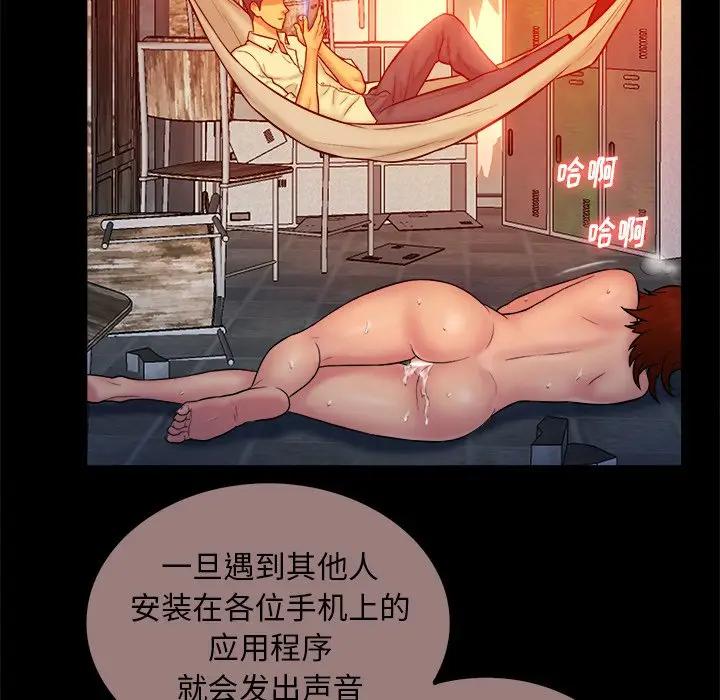 哈啊
哈啊
一旦遇到其他人
安装在各位手机上的
应用程序
就会发出声音